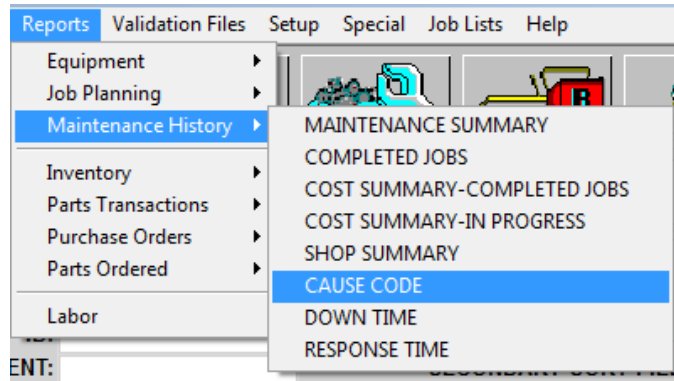 Reports Validation Files Setup Special Job Lists Help
Equipment
Job Planning
Maintenance History
Inventory
Parts Transactions
Purchase Orders
Parts Ordered
Labor
MAINTENANCE SUMMARY
COMPLETED JOBS
COST SUMMARY-COMPLETED JOBS
COST SUMMARY-IN PROGRESS
SHOP SUMMARY
CAUSE CODE
DOWN TIME
RESPONSE TIME
R
ENT: